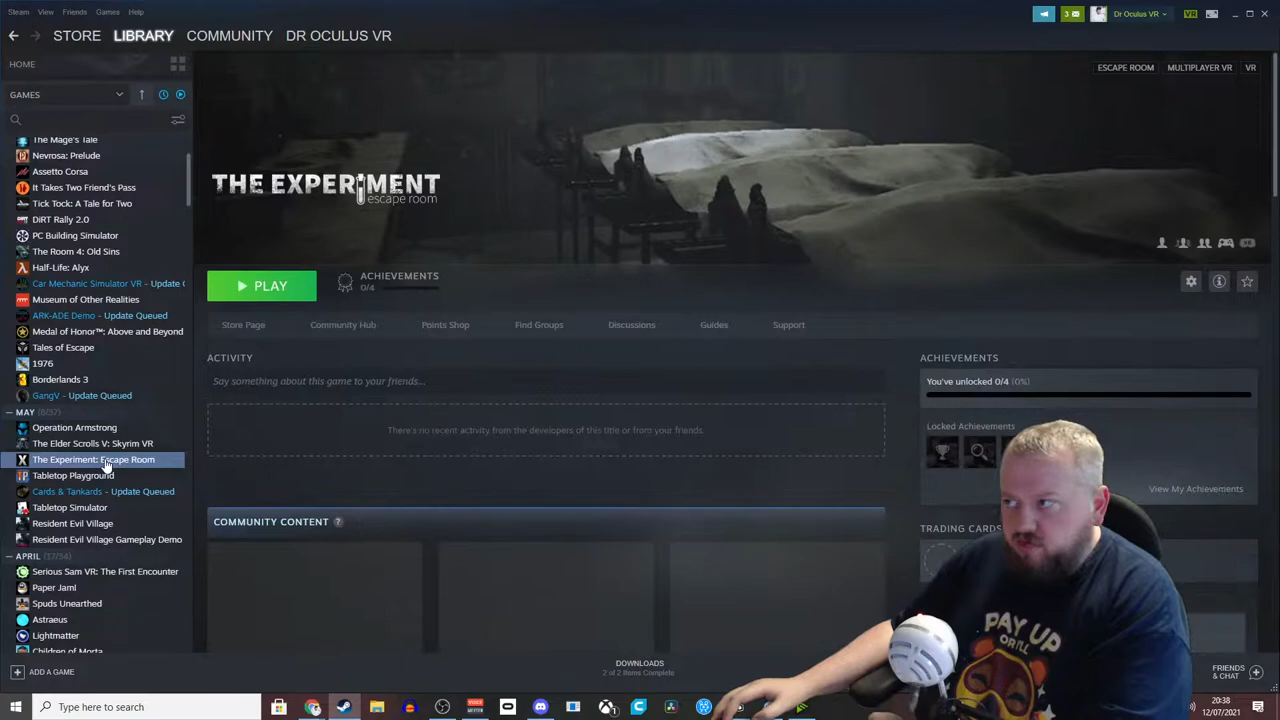 Steam View Friends Games Help
3 Dr Oculus VR VR
STORE LIBRARY COMMUNITY DR OCULUS VR
HOME
GAMES
The Mage's Tale
Nevrosa: Prelude
Assetto Corsa
It Takes Two Friend's Pass
Tick Tock: A Tale for Two
DiRT Rally 2.0
PC Building Simulator
The Room 4: Old Sins
Half-Life: Alyx
Car Mechanic Simulator VR - Update
Museum of Other Realities
ARK-ADE Demo - Update Queued
Medal of Honor™: Above and Beyond
Tales of Escape
1976
Borderlands 3
GangV - Update Queued
MAY (8/37)
Operation Armstrong
The Elder Scrolls V: Skyrim VR
The Experiment: Escape Room
Tabletop Playground
Cards & Tankards - Update Queued
Tabletop Simulator
Resident Evil Village
Resident Evil Village Gameplay Demo
APRIL (17/34)
Serious Sam VR: The First Encounter
Paper Jam!
Spuds Unearthed
Astraeus
Lightmatter
Children of Morta
ADD A GAME
ESCAPE ROOM MULTIPLAYER VR VR
THE EXPERIMENT
escape room
PLAY
ACHIEVEMENTS
0/4
Store Page Community Hub Points Shop Find Groups Discussions Guides Support
ACTIVITY
Say something about this game to your friends...
There's no recent activity from the developers of this title or from your friends.
COMMUNITY CONTENT ?
ACHIEVEMENTS
You've unlocked 0/4 (0%)
Locked Achievements
View My Achievements
TRADING CARDS
PAY UP
OR I'LL
DOWNLOADS
2 of 2 Items Complete
FRIENDS
& CHAT
Type here to search
20:38
12/07/2021